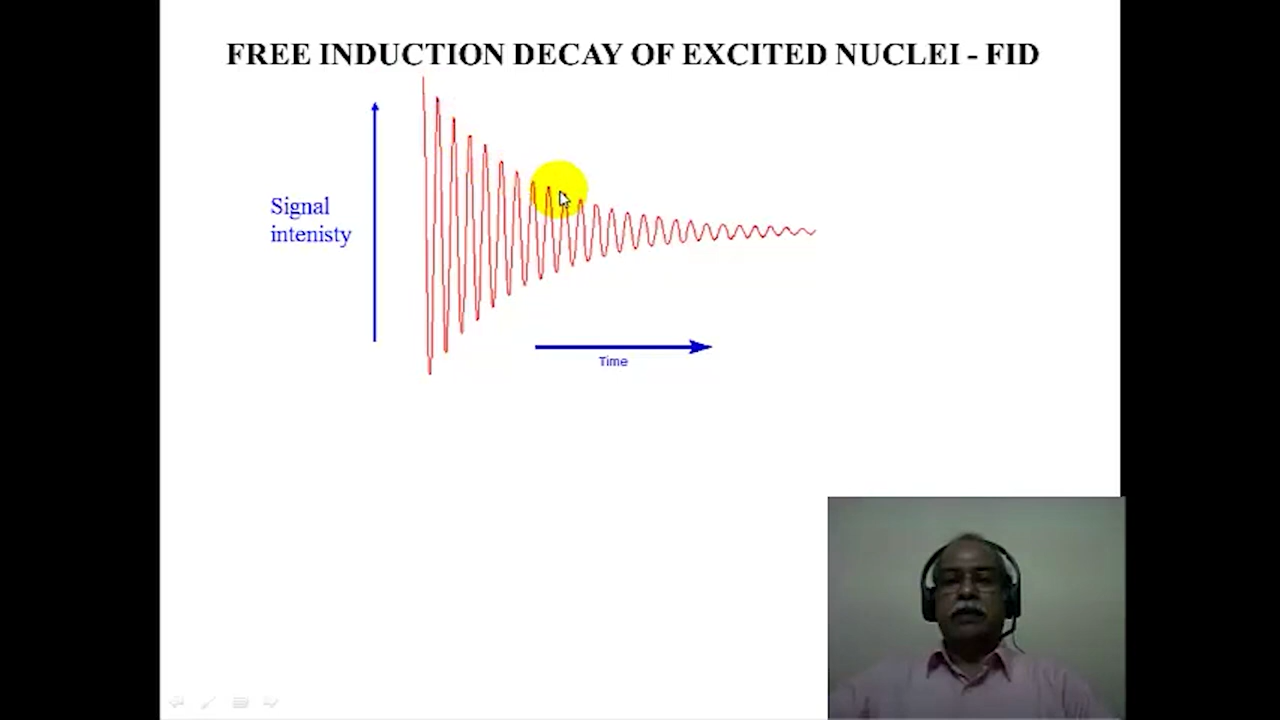 FREE INDUCTION DECAY OF EXCITED NUCLEI - FID
Signal
intenisty
Time